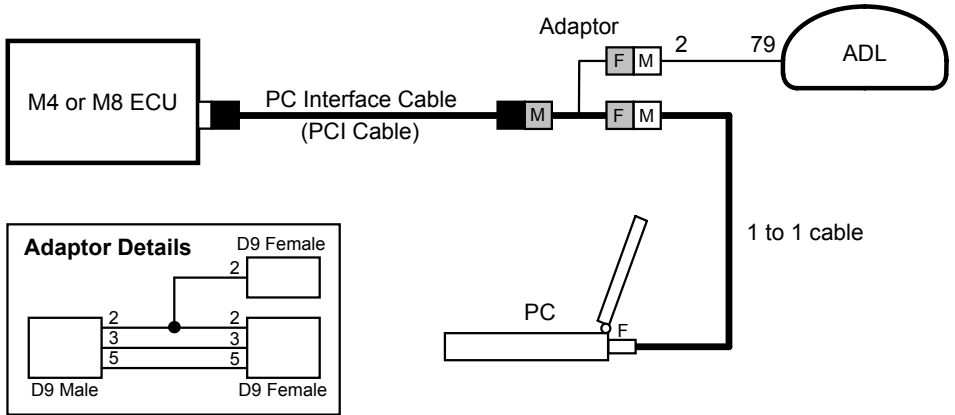 Adaptor
F M
2
79
ADL
M4 or M8 ECU
PC Interface Cable
(PCI Cable)
M
F M
1 to 1 cable
PC
F
Adaptor Details
D9 Female
2
2
2
3
3
5
5
D9 Male
D9 Female